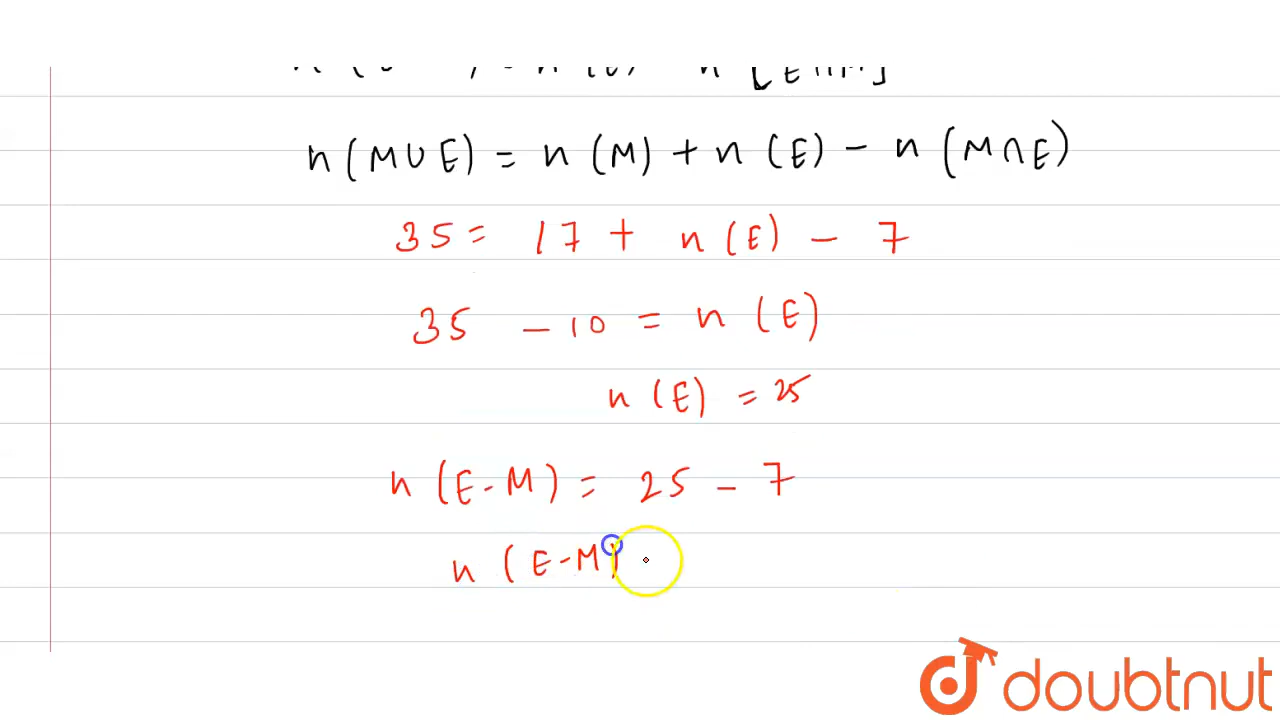 n(M∪E) = n(M) + n(E) - n(M∩E)
35 = 17 + n(E) - 7
35 - 10 = n(E)
n(E) = 25
n(E-M) = 25 - 7
n(E-M)
doubtnut